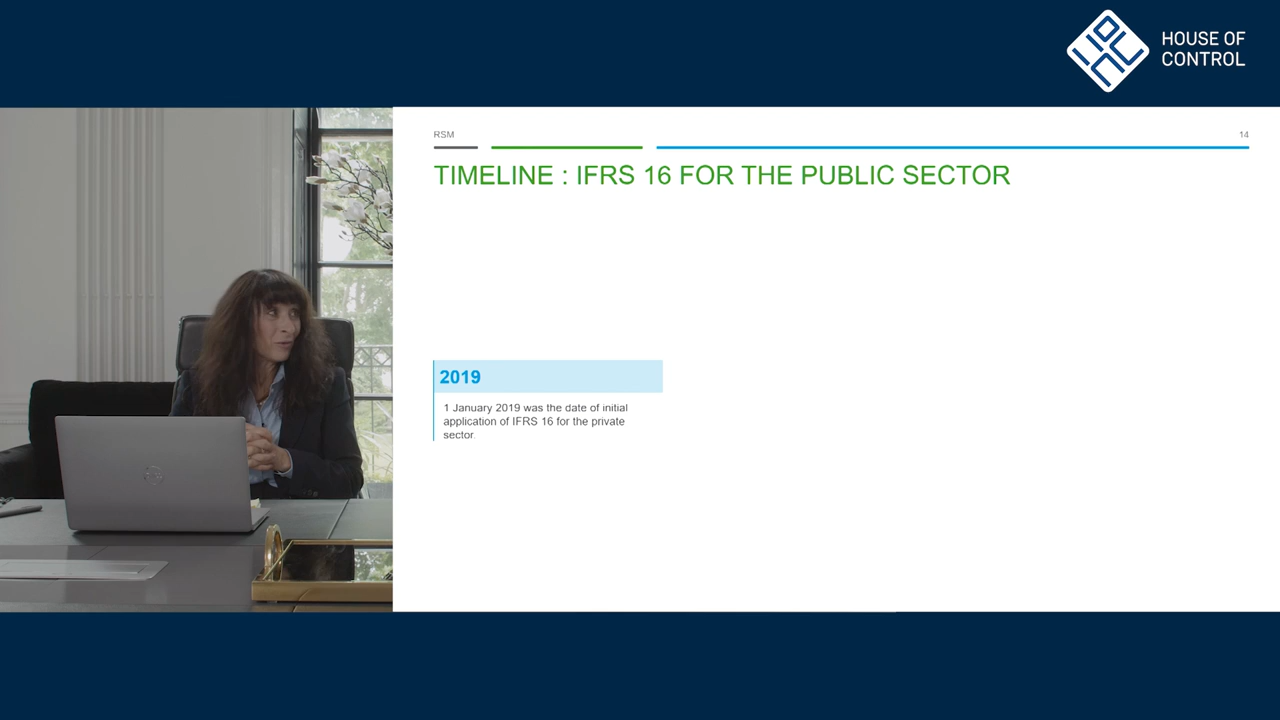 HOUSE OF
CONTROL
RSM
14
TIMELINE : IFRS 16 FOR THE PUBLIC SECTOR
2019
1 January 2019 was the date of initial
application of IFRS 16 for the private
sector.